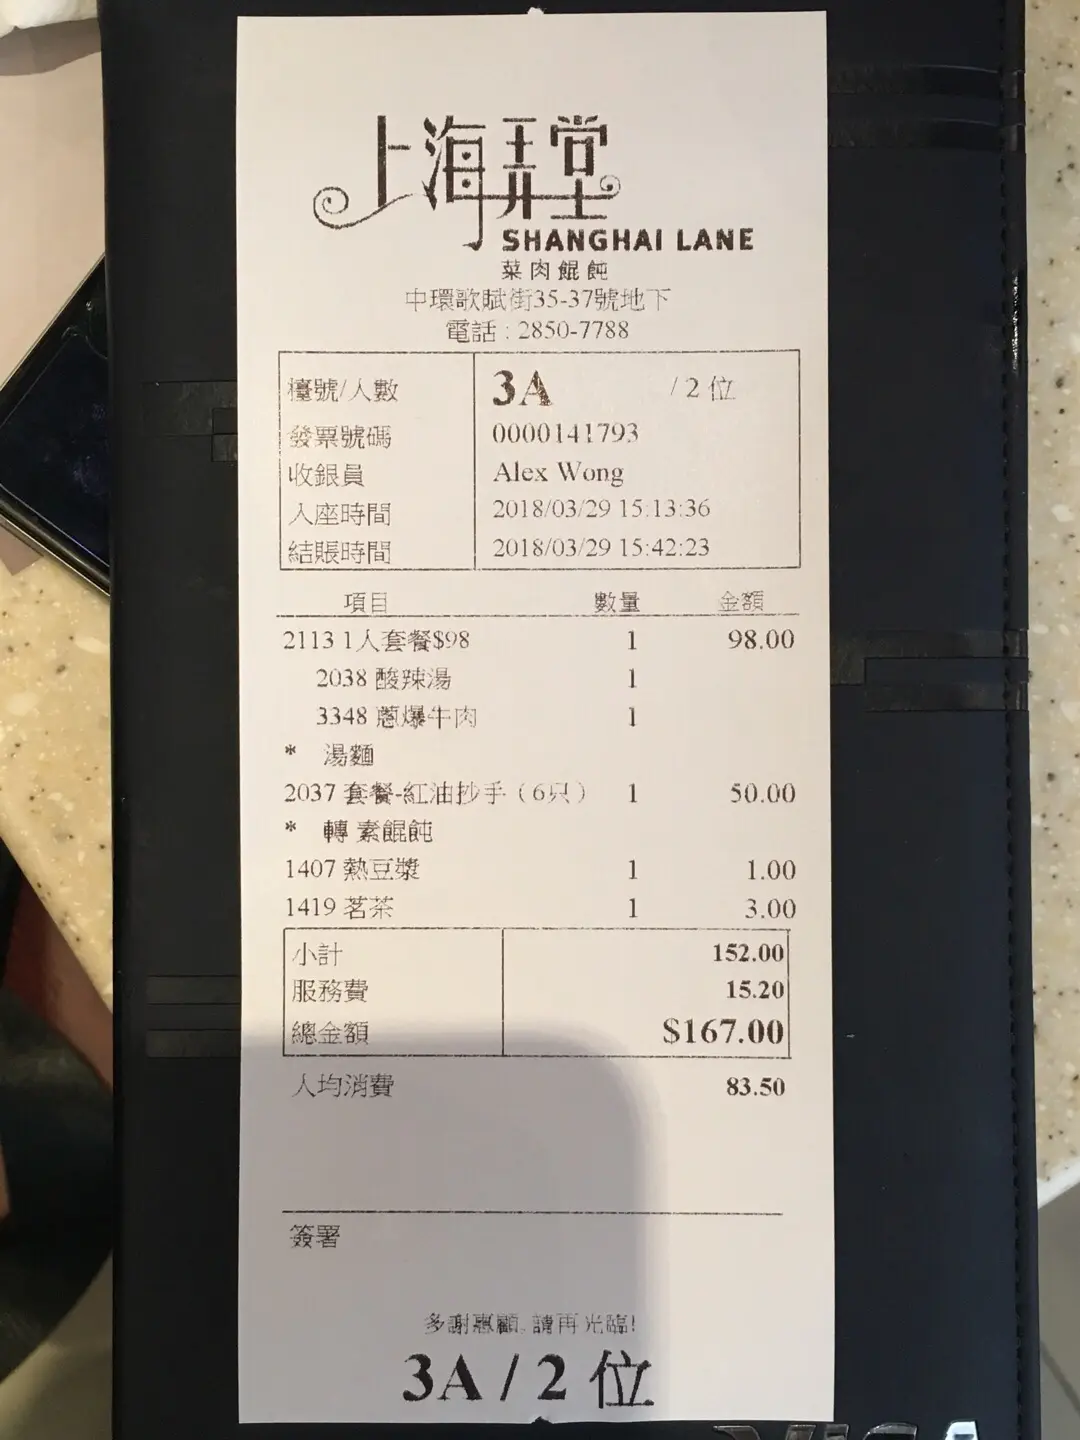 上海弄堂
SHANGHAI LANE
菜肉餛飩
中環歌賦街35-37號地下
電話 : 2850-7788
檯號/人數 3A / 2 位
發票號碼 0000141793
收銀員 Alex Wong
入座時間 2018/03/29 15:13:36
結賬時間 2018/03/29 15:42:23
項目 數量 金額
2113 1人套餐$98 1 98.00
2038 酸辣湯 1
3348 蔥爆牛肉 1
* 湯麵
2037 套餐-紅油抄手（6只） 1 50.00
* 轉 素餛飩
1407 熱豆漿 1 1.00
1419 茗茶 1 3.00
小計 152.00
服務費 15.20
總金額 $167.00
人均消費 83.50
簽署
多謝惠顧, 請再光臨!
3A / 2 位
VISA